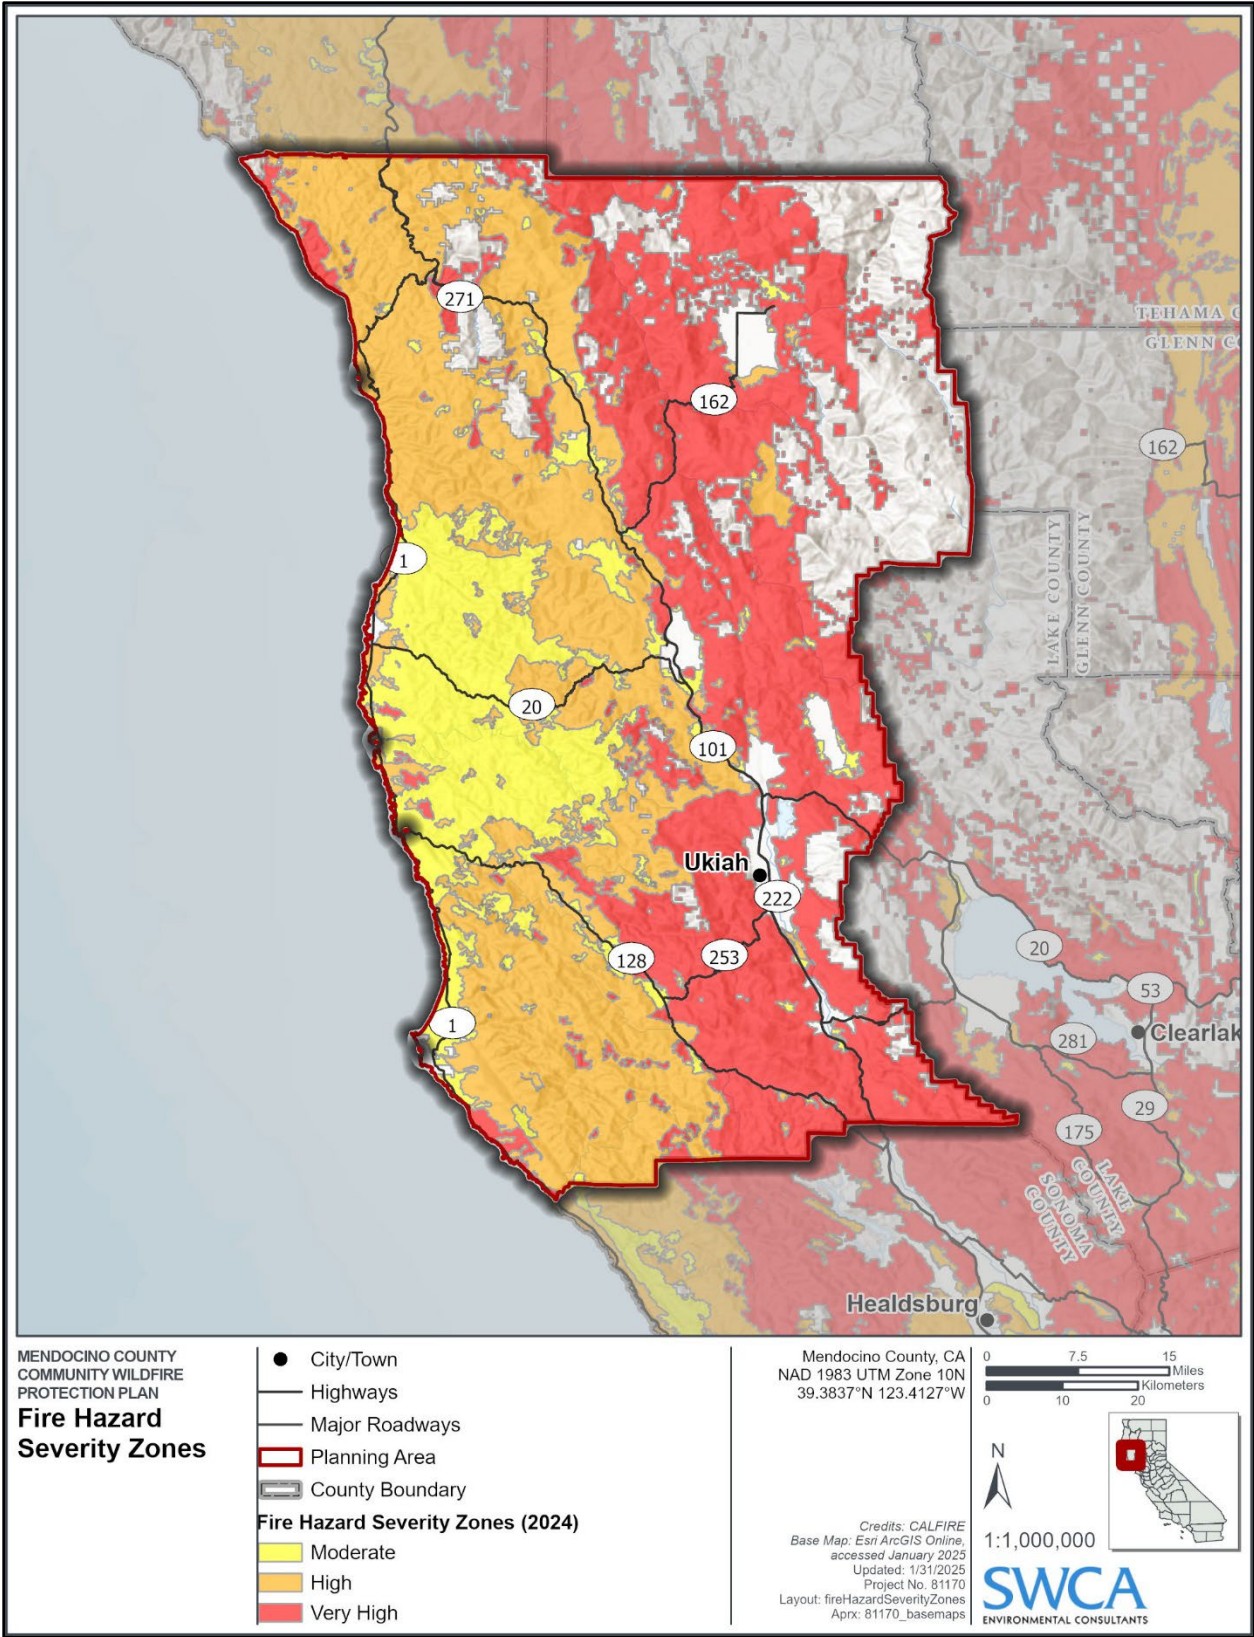 271
162
1
20
101
Ukiah
222
128
253
1
TEHAMA C
GLENN CO
162
LAKE COUNTY
GLENN COUNTY
20
53
Clearlak
281
29
175
LAKE
COUNTY
SONOMA
COUNTY
Healdsburg
MENDOCINO COUNTY
COMMUNITY WILDFIRE
PROTECTION PLAN
Fire Hazard
Severity Zones
City/Town
Highways
Major Roadways
Planning Area
County Boundary
Fire Hazard Severity Zones (2024)
Moderate
High
Very High
Mendocino County, CA
NAD 1983 UTM Zone 10N
39.3837°N 123.4127°W
Credits: CALFIRE
Base Map: Esri ArcGIS Online,
accessed January 2025
Updated: 1/31/2025
Project No. 81170
Layout: fireHazardSeverityZones
Aprx: 81170_basemaps
0 7.5 15
Miles
Kilometers
0 10 20
N
1:1,000,000
SWCA
ENVIRONMENTAL CONSULTANTS